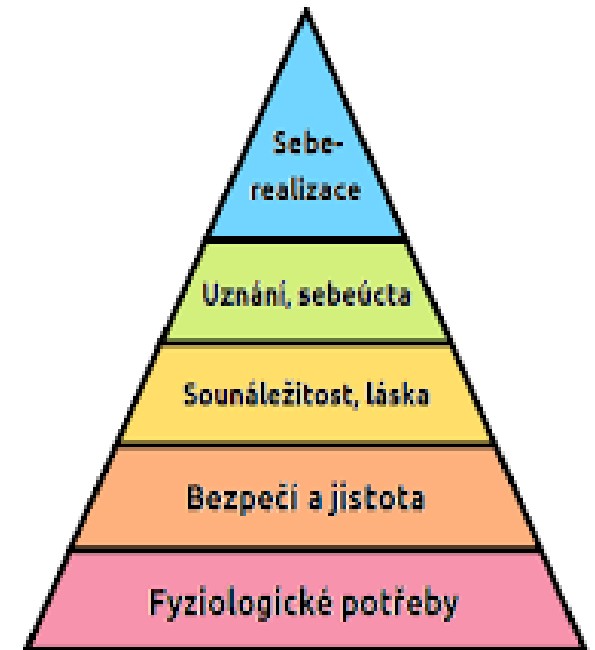 Sebe-
realizace
Uznání, sebeúcta
Sounáležitost, láska
Bezpečí a jistota
Fyziologické potřeby